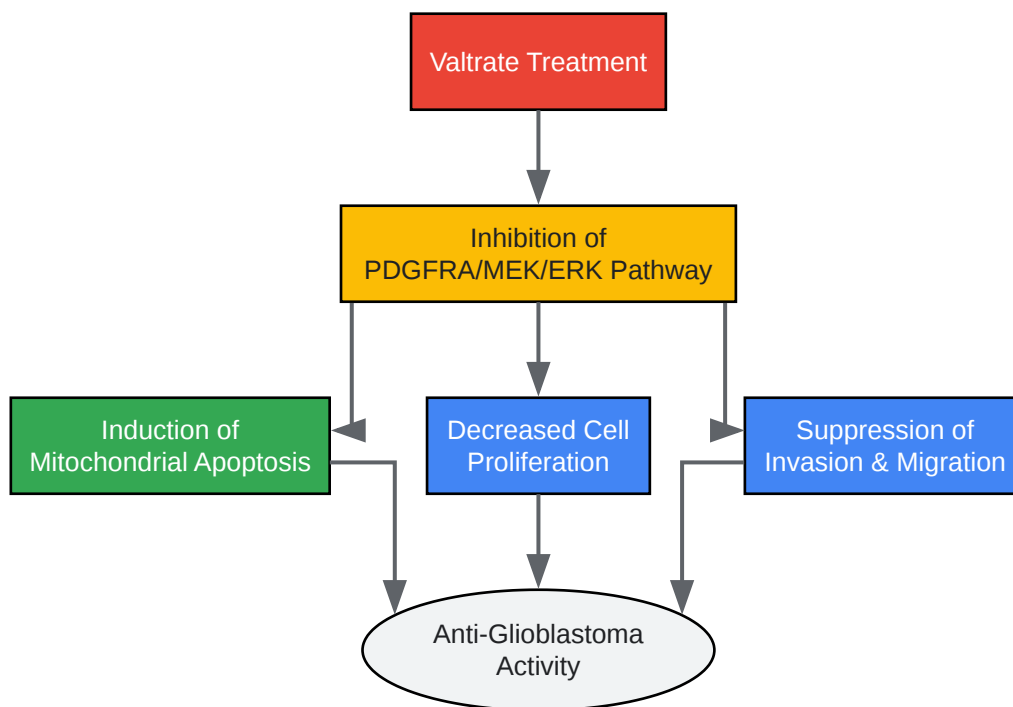 Valtrate Treatment
Inhibition of
PDGFRA/MEK/ERK Pathway
Induction of
Mitochondrial Apoptosis
Decreased Cell
Proliferation
Suppression of
Invasion & Migration
Anti-Glioblastoma
Activity